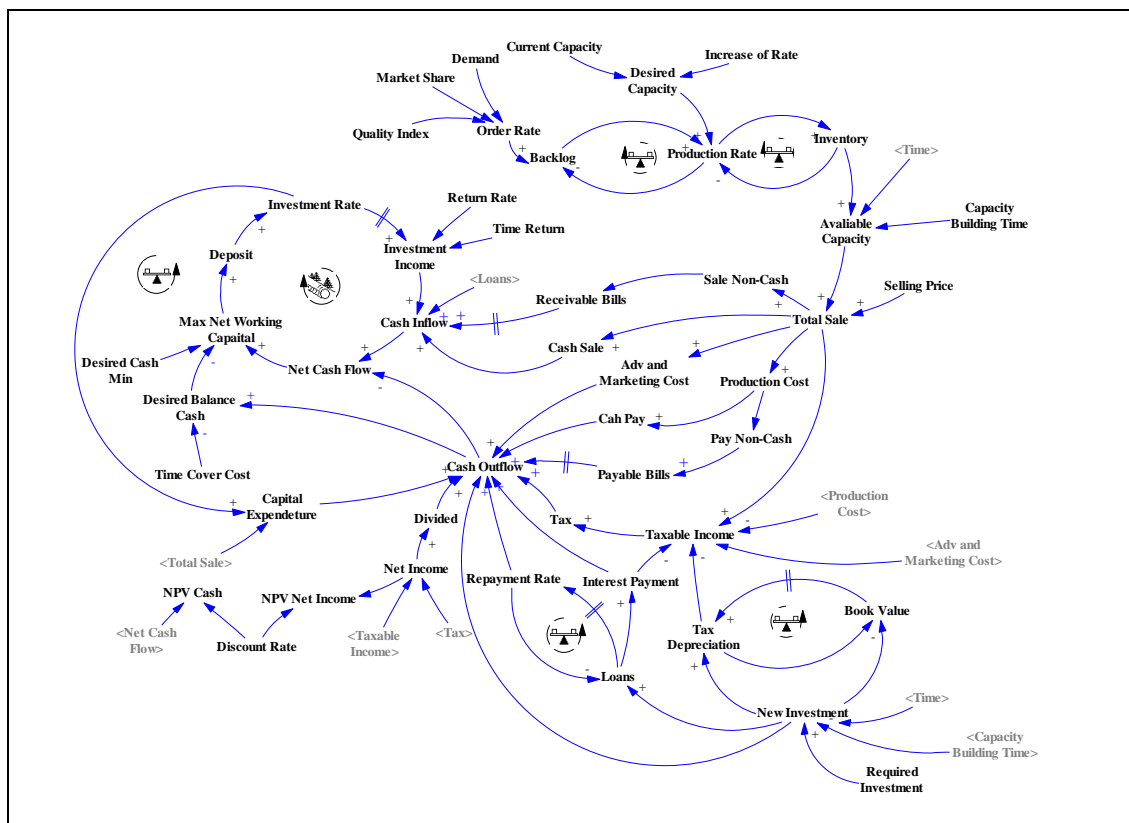 Current Capacity
Increase of Rate
Demand
Market Share
Desired
Capacity
Quality Index
Order Rate
Backlog
Production Rate
Inventory
<Time>
Investment Rate
Return Rate
Time Return
Capacity
Building Time
Avaliable
Capacity
Deposit
Investment
Income
<Loans>
Sale Non-Cash
Selling Price
Receivable Bills
Max Net Working
Capaital
Cash Inflow
Total Sale
Cash Sale
Desired Cash
Min
Net Cash Flow
Adv and
Marketing Cost
Production Cost
Desired Balance
Cash
Cah Pay
Pay Non-Cash
Time Cover Cost
Cash Outflow
Payable Bills
Capital
Expendeture
Divided
Tax
Taxable Income
<Production
Cost>
<Total Sale>
<Adv and
Marketing Cost>
Net Income
Repayment Rate
Interest Payment
NPV Cash
NPV Net Income
Book Value
<Net Cash
Flow>
Discount Rate
<Taxable
Income>
<Tax>
Tax
Depreciation
Loans
New Investment
<Time>
<Capacity
Building Time>
Required
Investment